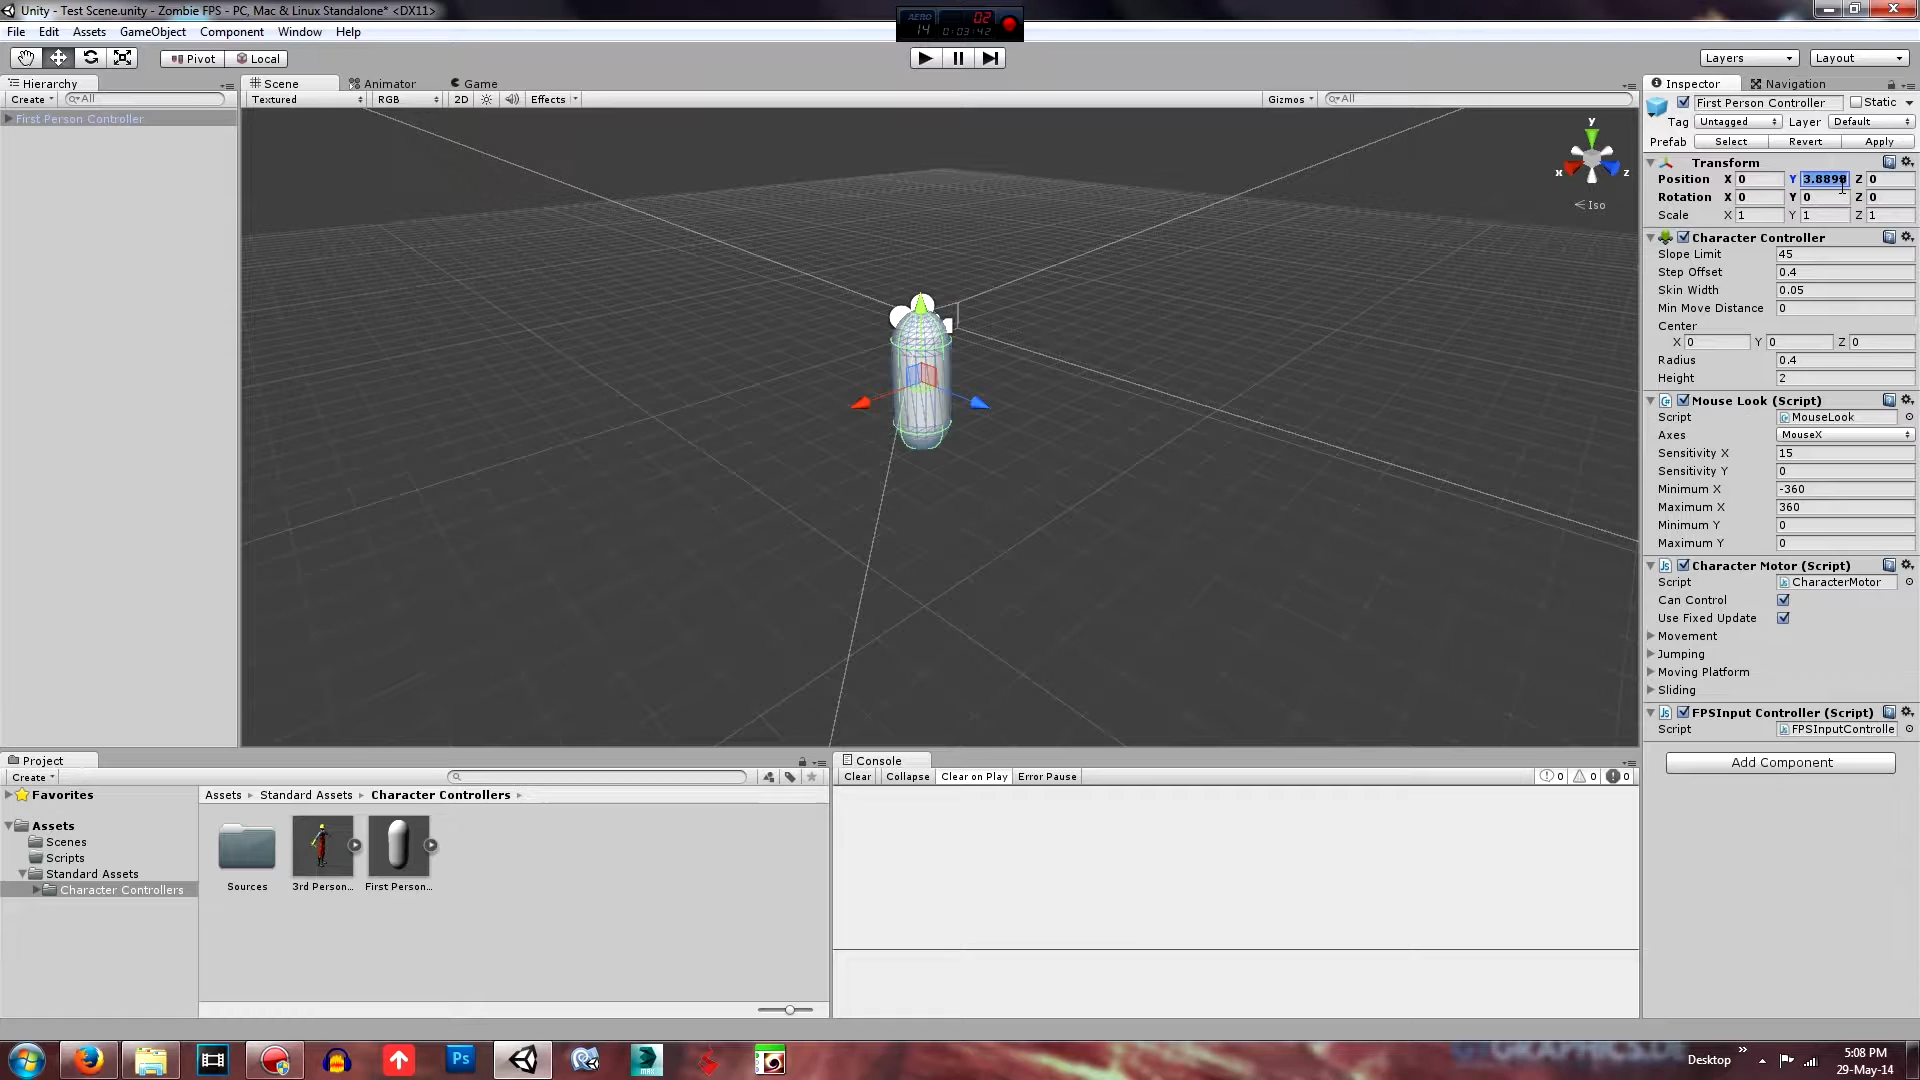 Unity - Test Scene.unity - Zombie FPS - PC, Mac & Linux Standalone* <DX11>
AERO 14 02 0:03:42
File Edit Assets GameObject Component Window Help
Pivot Local Layers Layout
Hierarchy Scene Animator Game Inspector Navigation
Create All Textured RGB 2D Effects Gizmos All
First Person Controller
y
x
z
Iso
First Person Controller Static
Tag Untagged Layer Default
Prefab Select Revert Apply
Transform
Position X 0 Y 3.8898 Z 0
Rotation X 0 Y 0 Z 0
Scale X 1 Y 1 Z 1
Character Controller
Slope Limit 45
Step Offset 0.4
Skin Width 0.05
Min Move Distance 0
Center
X 0 Y 0 Z 0
Radius 0.4
Height 2
Mouse Look (Script)
Script MouseLook
Axes MouseX
Sensitivity X 15
Sensitivity Y 0
Minimum X -360
Maximum X 360
Minimum Y 0
Maximum Y 0
Character Motor (Script)
Script CharacterMotor
Can Control
Use Fixed Update
Movement
Jumping
Moving Platform
Sliding
FPSInput Controller (Script)
Script FPSInputControlle
Add Component
Project
Create
Favorites
Assets
Scenes
Scripts
Standard Assets
Character Controllers
Assets Standard Assets Character Controllers
Sources 3rd Person... First Person...
Console
Clear Collapse Clear on Play Error Pause 0 0 0
Ps
MAX
Desktop
5:08 PM
29-May-14